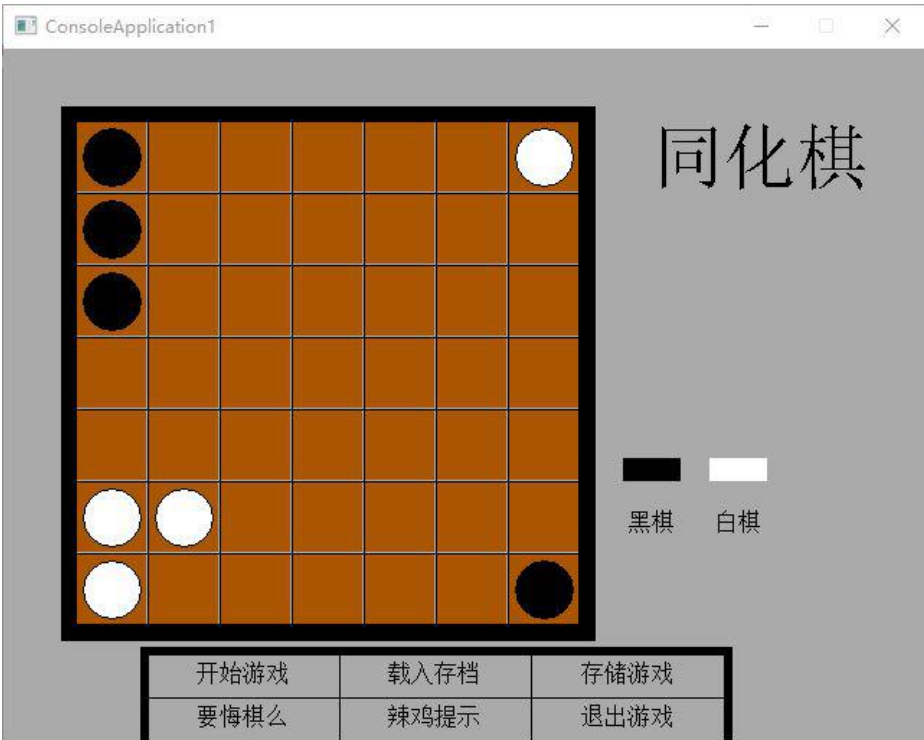 ConsoleApplication1
同化棋
黑棋 白棋
开始游戏 载入存档 存储游戏
要悔棋么 辣鸡提示 退出游戏